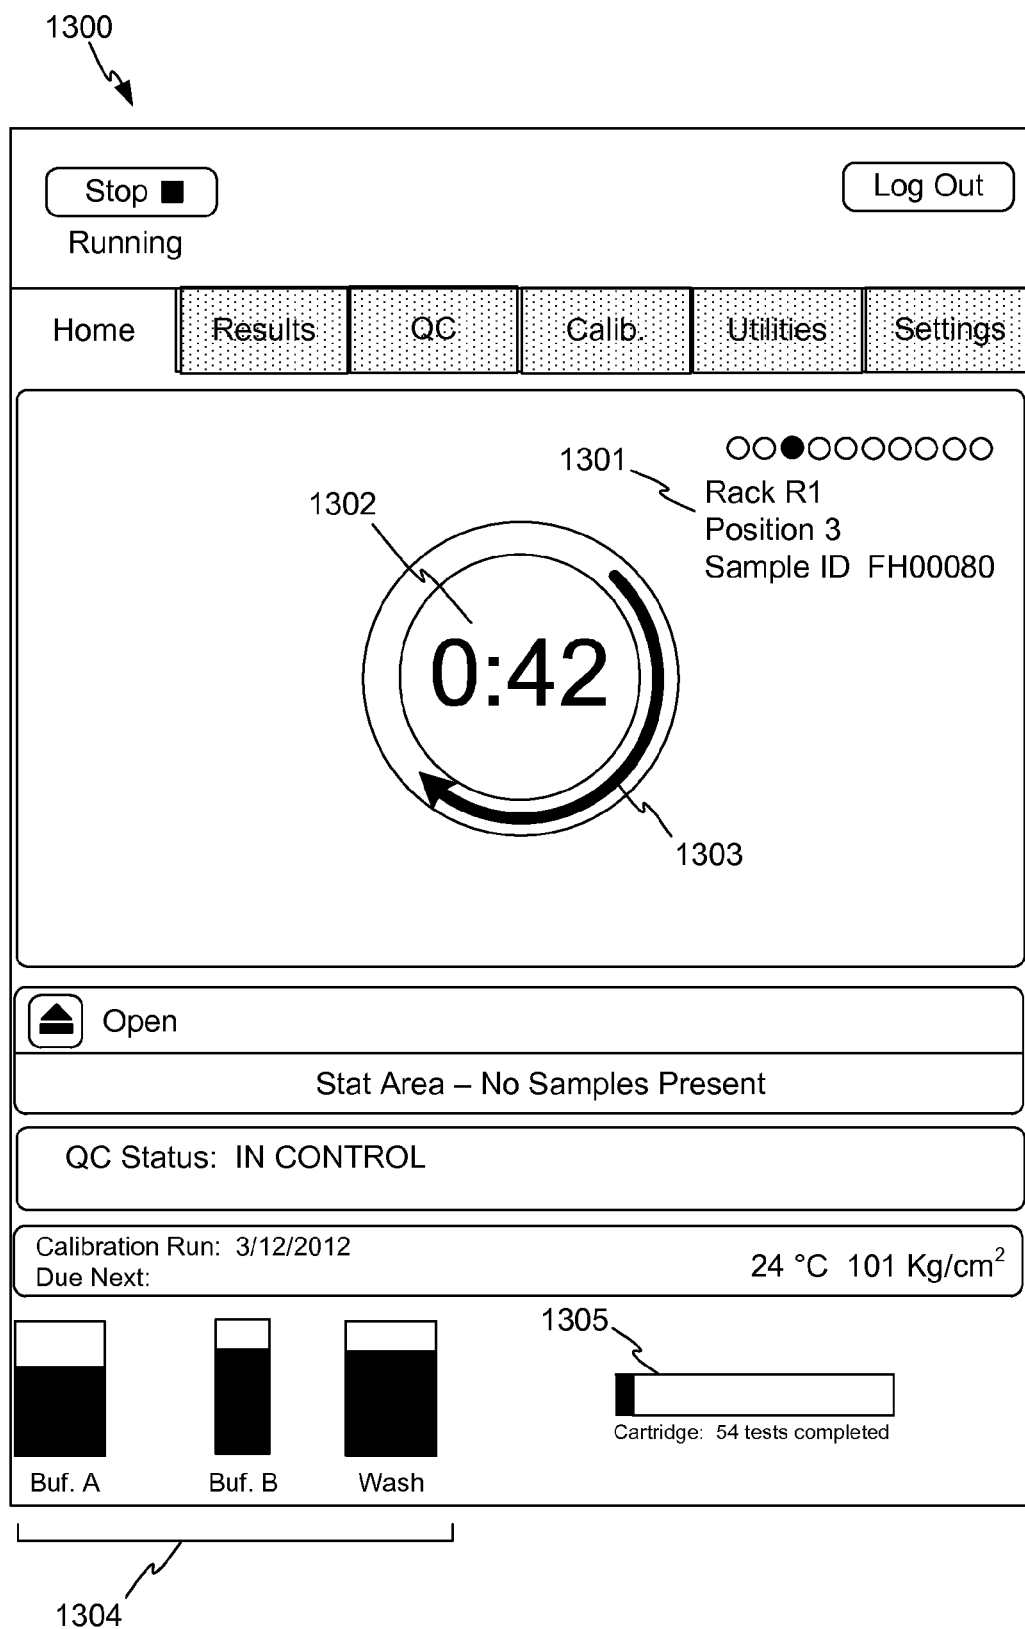 1300
Stop
Log Out
Running
Home Results QC Calib. Utilities Settings
1301
Rack R1
Position 3
Sample ID FH00080
1302
0:42
1303
Open
Stat Area – No Samples Present
QC Status: IN CONTROL
Calibration Run: 3/12/2012
Due Next:
24 °C 101 Kg/cm²
1305
Cartridge: 54 tests completed
Buf. A Buf. B Wash
1304